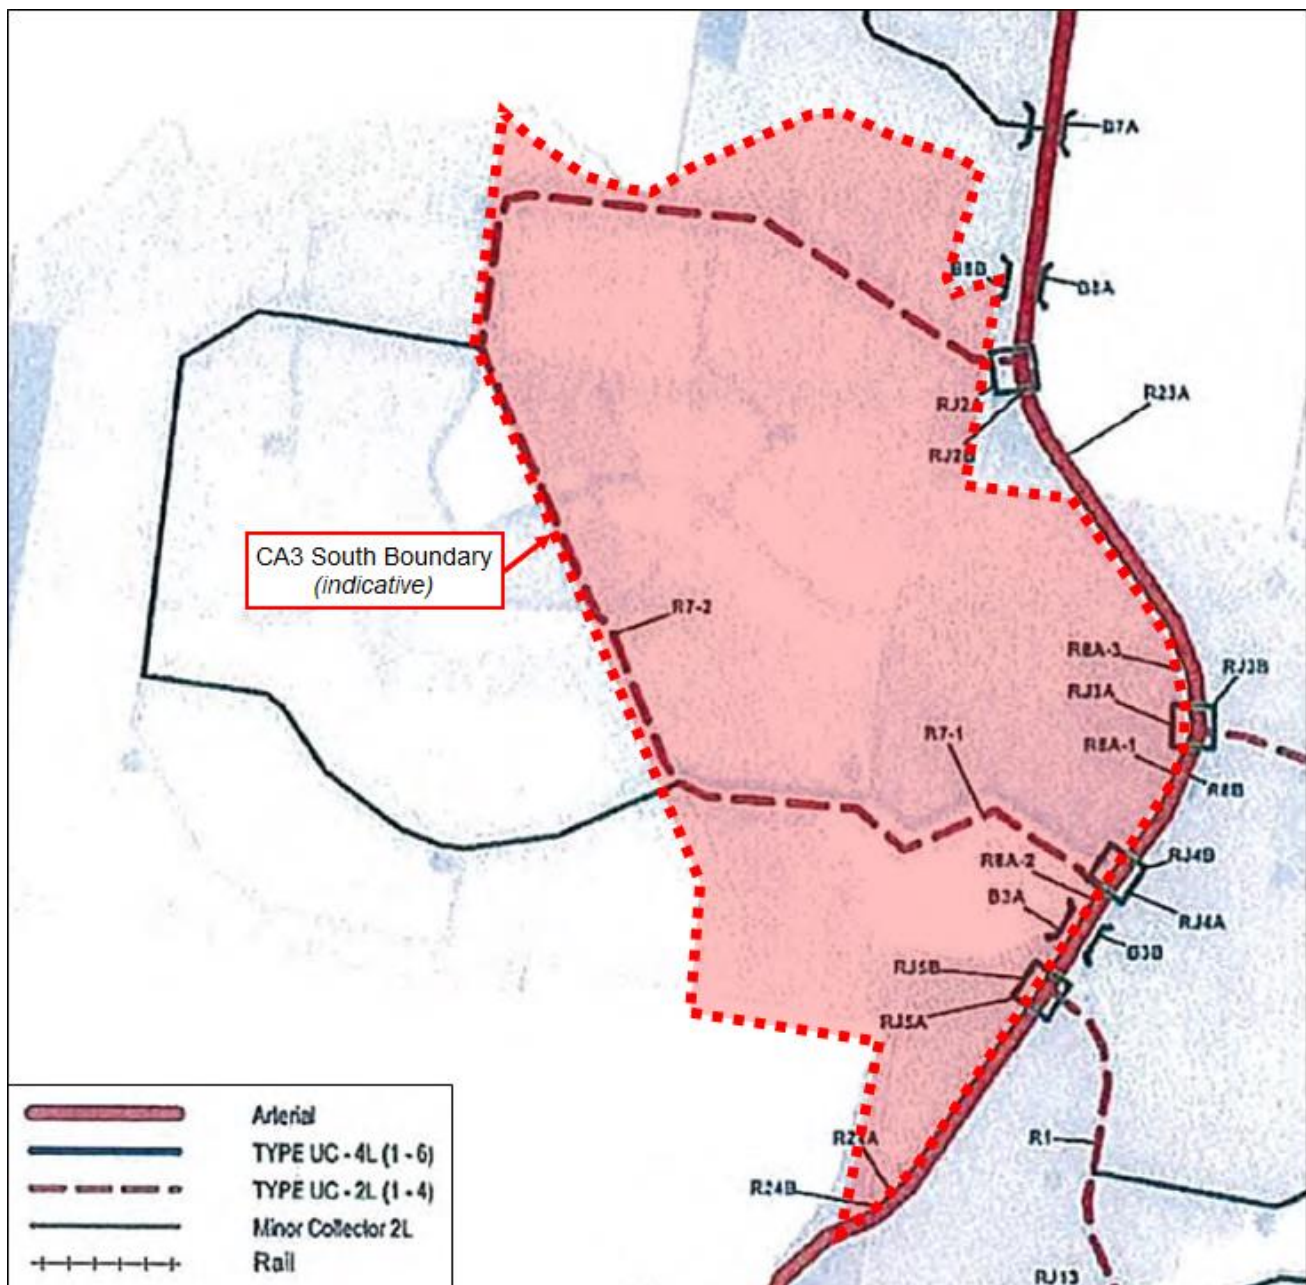 B7A
B8B
B8A
RJ2A
R23A
RJ2B
CA3 South Boundary
(indicative)
R7-2
R8A-3
RJ3B
RJ3A
R7-1
R8A-1
R8B
R8A-2
RJ4B
B3A
RJ4A
B3B
RJ5B
RJ5A
R24A
R1
R24B
RJ13
Arterial
TYPE UC - 4L (1 - 6)
TYPE UC - 2L (1 - 4)
Minor Collector 2L
Rail